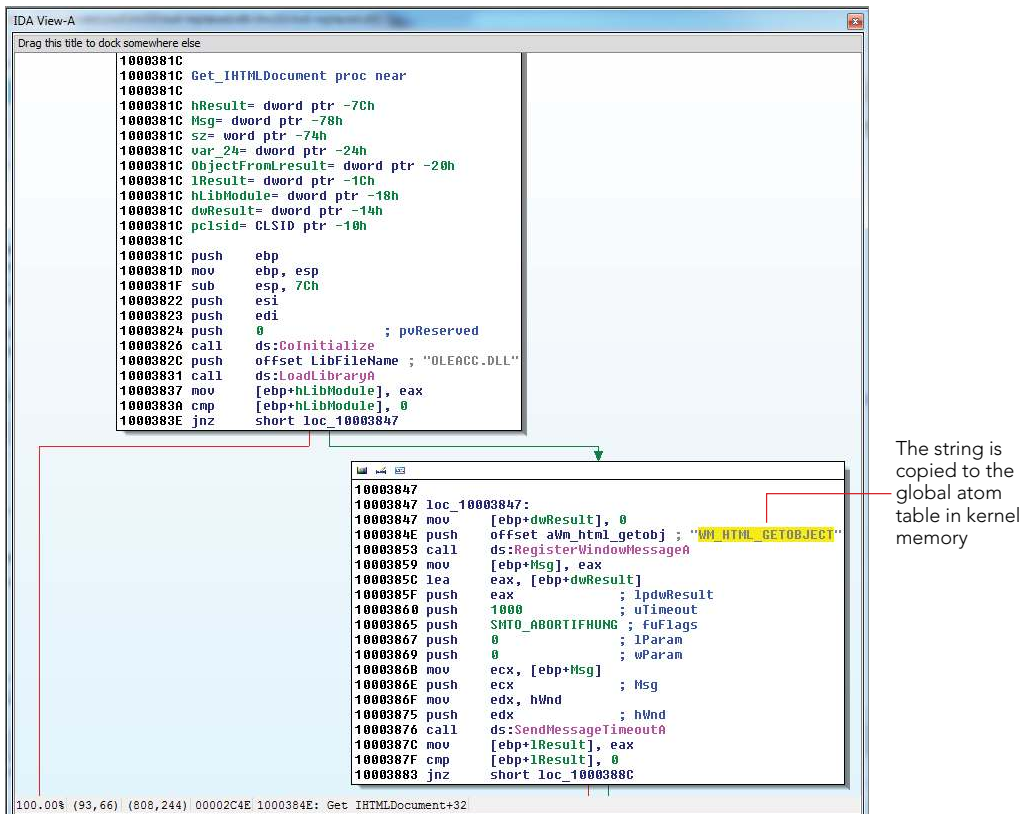 IDA View-A
Drag this title to dock somewhere else
1000381C
1000381C Get_IHTMLDocument proc near
1000381C
1000381C hResult= dword ptr -7Ch
1000381C Msg= dword ptr -78h
1000381C sz= word ptr -74h
1000381C var_24= dword ptr -24h
1000381C ObjectFromLresult= dword ptr -20h
1000381C lResult= dword ptr -1Ch
1000381C hLibModule= dword ptr -18h
1000381C dwResult= dword ptr -14h
1000381C pclsid= CLSID ptr -10h
1000381C
1000381C push ebp
1000381D mov ebp, esp
1000381F sub esp, 7Ch
10003822 push esi
10003823 push edi
10003824 push 0 ; pvReserved
10003826 call ds:CoInitialize
1000382C push offset LibFileName ; "OLEACC.DLL"
10003831 call ds:LoadLibraryA
10003837 mov [ebp+hLibModule], eax
1000383A cmp [ebp+hLibModule], 0
1000383E jnz short loc_10003847
10003847
10003847 loc_10003847:
10003847 mov [ebp+dwResult], 0
1000384E push offset aWm_html_getobj ; "WM_HTML_GETOBJECT"
10003853 call ds:RegisterWindowMessageA
10003859 mov [ebp+Msg], eax
1000385C lea eax, [ebp+dwResult]
1000385F push eax ; lpdwResult
10003860 push 1000 ; uTimeout
10003865 push SMTO_ABORTIFHUNG ; fuFlags
10003867 push 0 ; lParam
10003869 push 0 ; wParam
1000386B mov ecx, [ebp+Msg]
1000386E push ecx ; Msg
1000386F mov edx, hWnd
10003875 push edx ; hWnd
10003876 call ds:SendMessageTimeoutA
1000387C mov [ebp+lResult], eax
1000387F cmp [ebp+lResult], 0
10003883 jnz short loc_1000388C
The string is
copied to the
global atom
table in kernel
memory
100.00% (93,66) (808,244) 00002C4E 1000384E: Get_IHTMLDocument+32